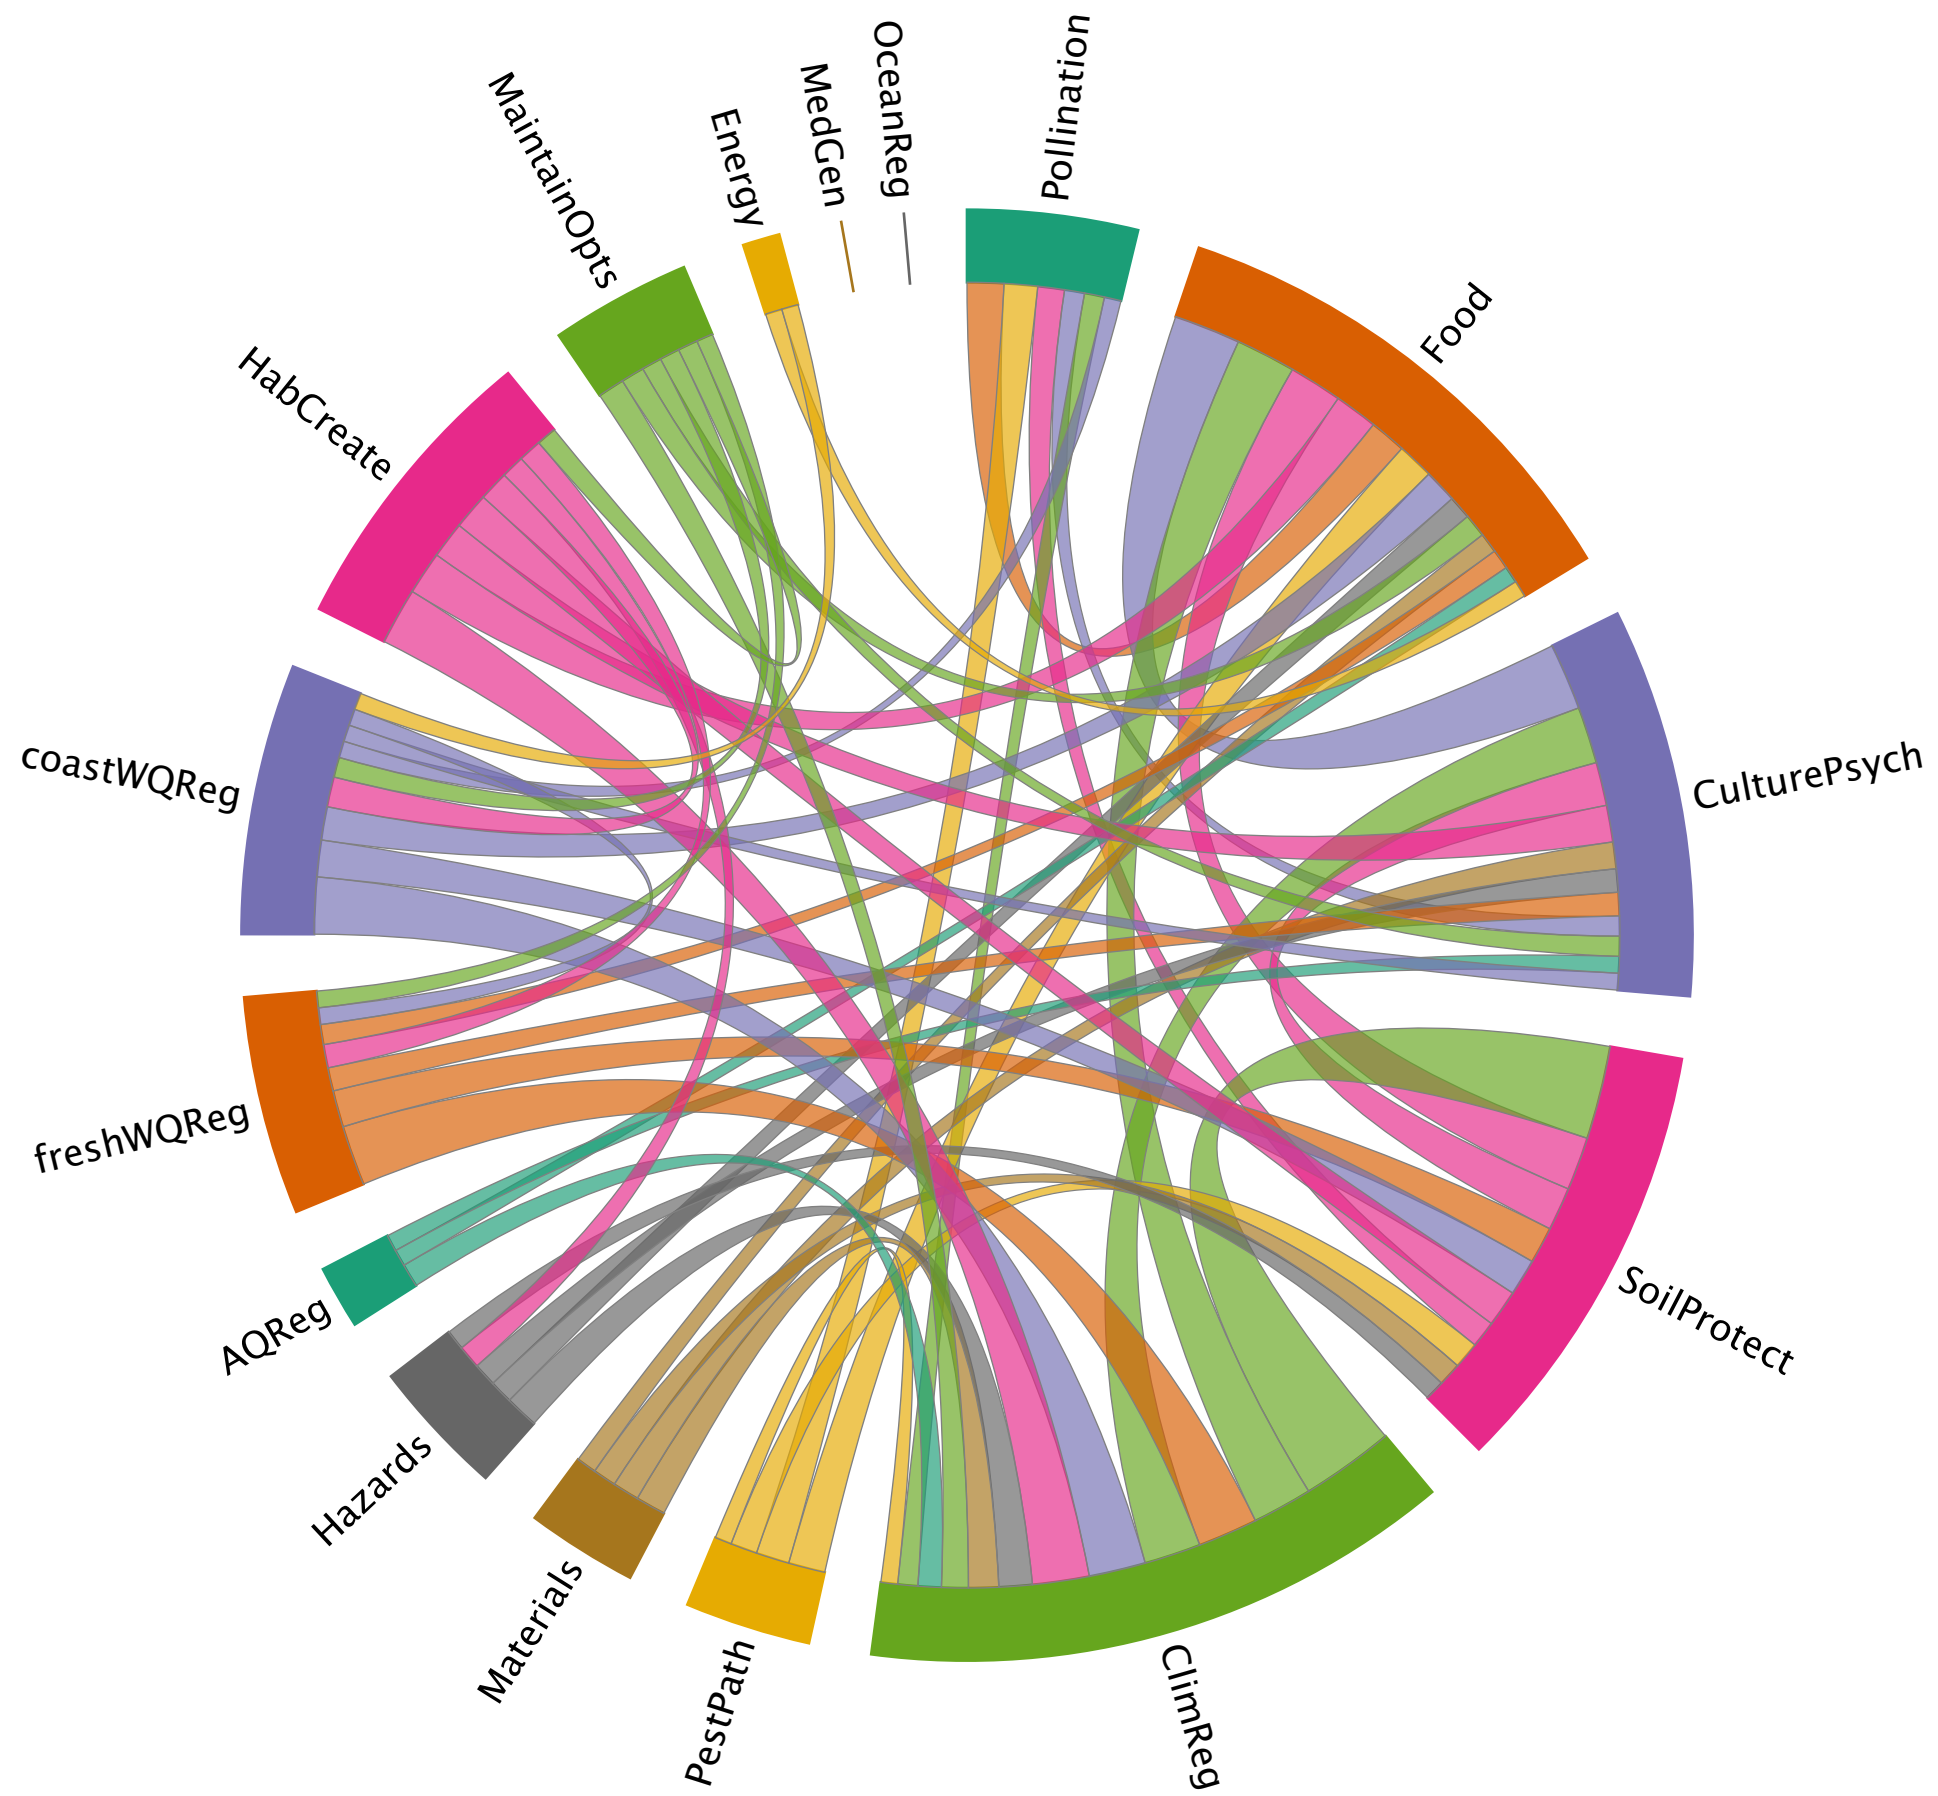 Pollination
Food
CulturePsych
SoilProtect
ClimReg
PestPath
Materials
Hazards
AQReg
freshWQReg
coastWQReg
HabCreate
MaintainOpts
Energy
MedGen
OceanReg